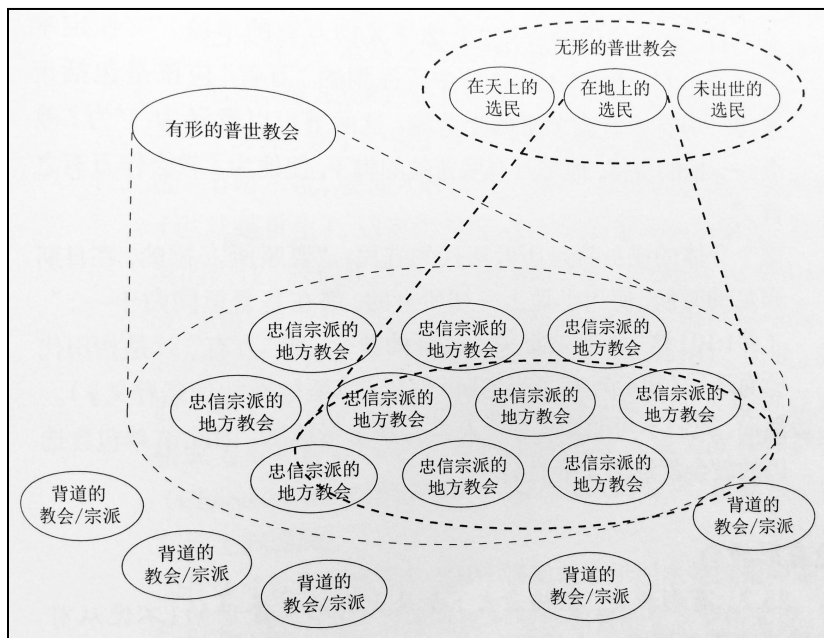 无形的普世教会
在天上的
选民
在地上的
选民
未出世的
选民
有形的普世教会
忠信宗派的
地方教会
忠信宗派的
地方教会
忠信宗派的
地方教会
忠信宗派的
地方教会
忠信宗派的
地方教会
忠信宗派的
地方教会
忠信宗派的
地方教会
忠信宗派的
地方教会
忠信宗派的
地方教会
忠信宗派的
地方教会
背道的
教会/宗派
背道的
教会/宗派
背道的
教会/宗派
背道的
教会/宗派
背道的
教会/宗派